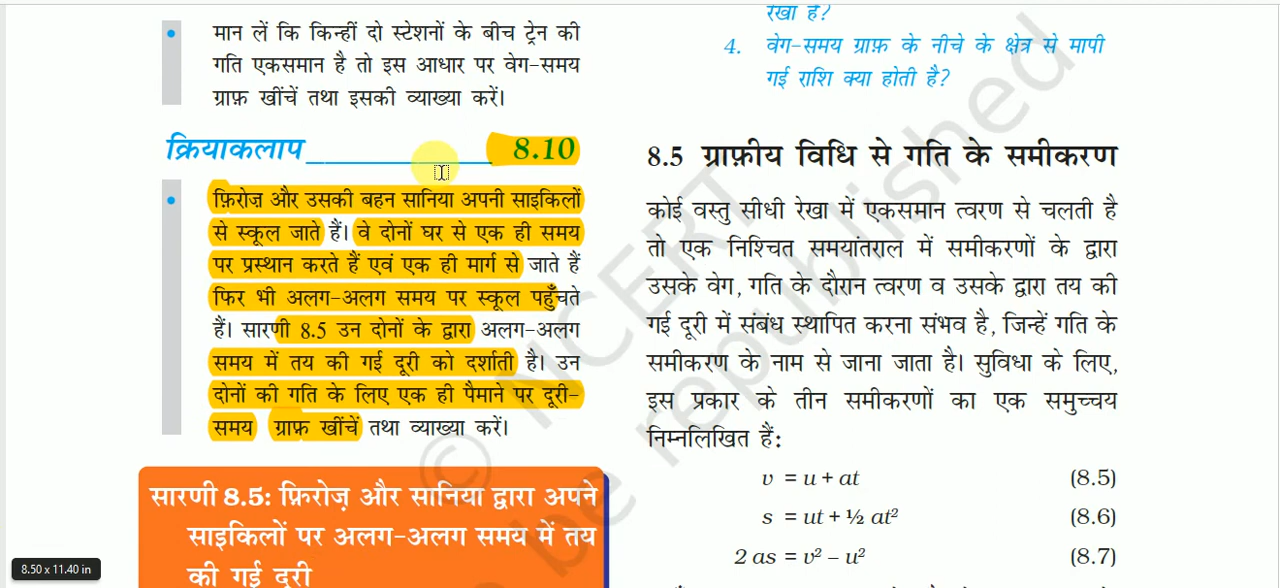 मान लें कि किन्हीं दो स्टेशनों के बीच ट्रेन की
गति एकसमान है तो इस आधार पर वेग-समय
ग्राफ़ खींचें तथा इसकी व्याख्या करें।
क्रियाकलाप 8.10
फ़िरोज़ और उसकी बहन सानिया अपनी साइकिलों
से स्कूल जाते हैं। वे दोनों घर से एक ही समय
पर प्रस्थान करते हैं एवं एक ही मार्ग से जाते हैं
फिर भी अलग-अलग समय पर स्कूल पहुँचते
हैं। सारणी 8.5 उन दोनों के द्वारा अलग-अलग
समय में तय की गई दूरी को दर्शाती है। उन
दोनों की गति के लिए एक ही पैमाने पर दूरी-
समय ग्राफ़ खींचें तथा व्याख्या करें।
सारणी 8.5: फ़िरोज़ और सानिया द्वारा अपने
साइकिलों पर अलग-अलग समय में तय
की गई दूरी
8.50 x 11.40 in
रेखा है?
4. वेग-समय ग्राफ़ के नीचे के क्षेत्र से मापी
गई राशि क्या होती है?
8.5 ग्राफ़ीय विधि से गति के समीकरण
कोई वस्तु सीधी रेखा में एकसमान त्वरण से चलती है
तो एक निश्चित समयांतराल में समीकरणों के द्वारा
उसके वेग, गति के दौरान त्वरण व उसके द्वारा तय की
गई दूरी में संबंध स्थापित करना संभव है, जिन्हें गति के
समीकरण के नाम से जाना जाता है। सुविधा के लिए,
इस प्रकार के तीन समीकरणों का एक समुच्चय
निम्नलिखित हैं:
v = u + at (8.5)
s = ut + ½ at² (8.6)
2 as = v² – u² (8.7)
© NCERT
be republished